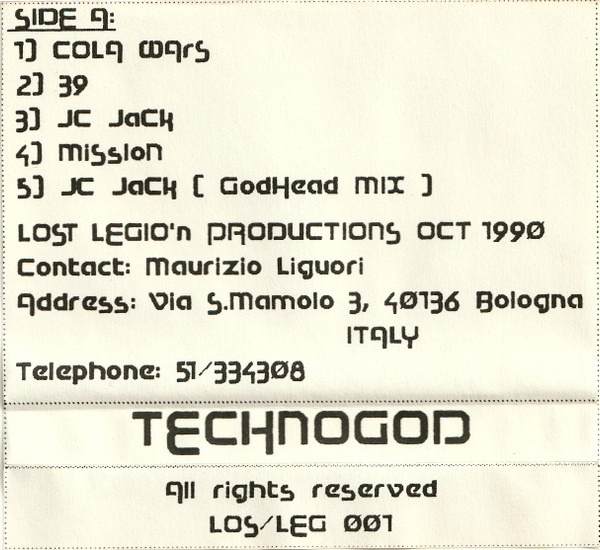 SIDE A:
1] COLA WARS
2] 39
3] JC Jack
4] Mission
5] JC Jack [ GodHead MIX ]
LOST LEGIO'n PRODUCTIONS OCT 1990
Contact: Maurizio Liguori
Address: Via S.Mamolo 3, 40136 Bologna
ITALY
Telephone: 51/334308
TECHNOGOD
All rights reserved
LOS/LEG 001